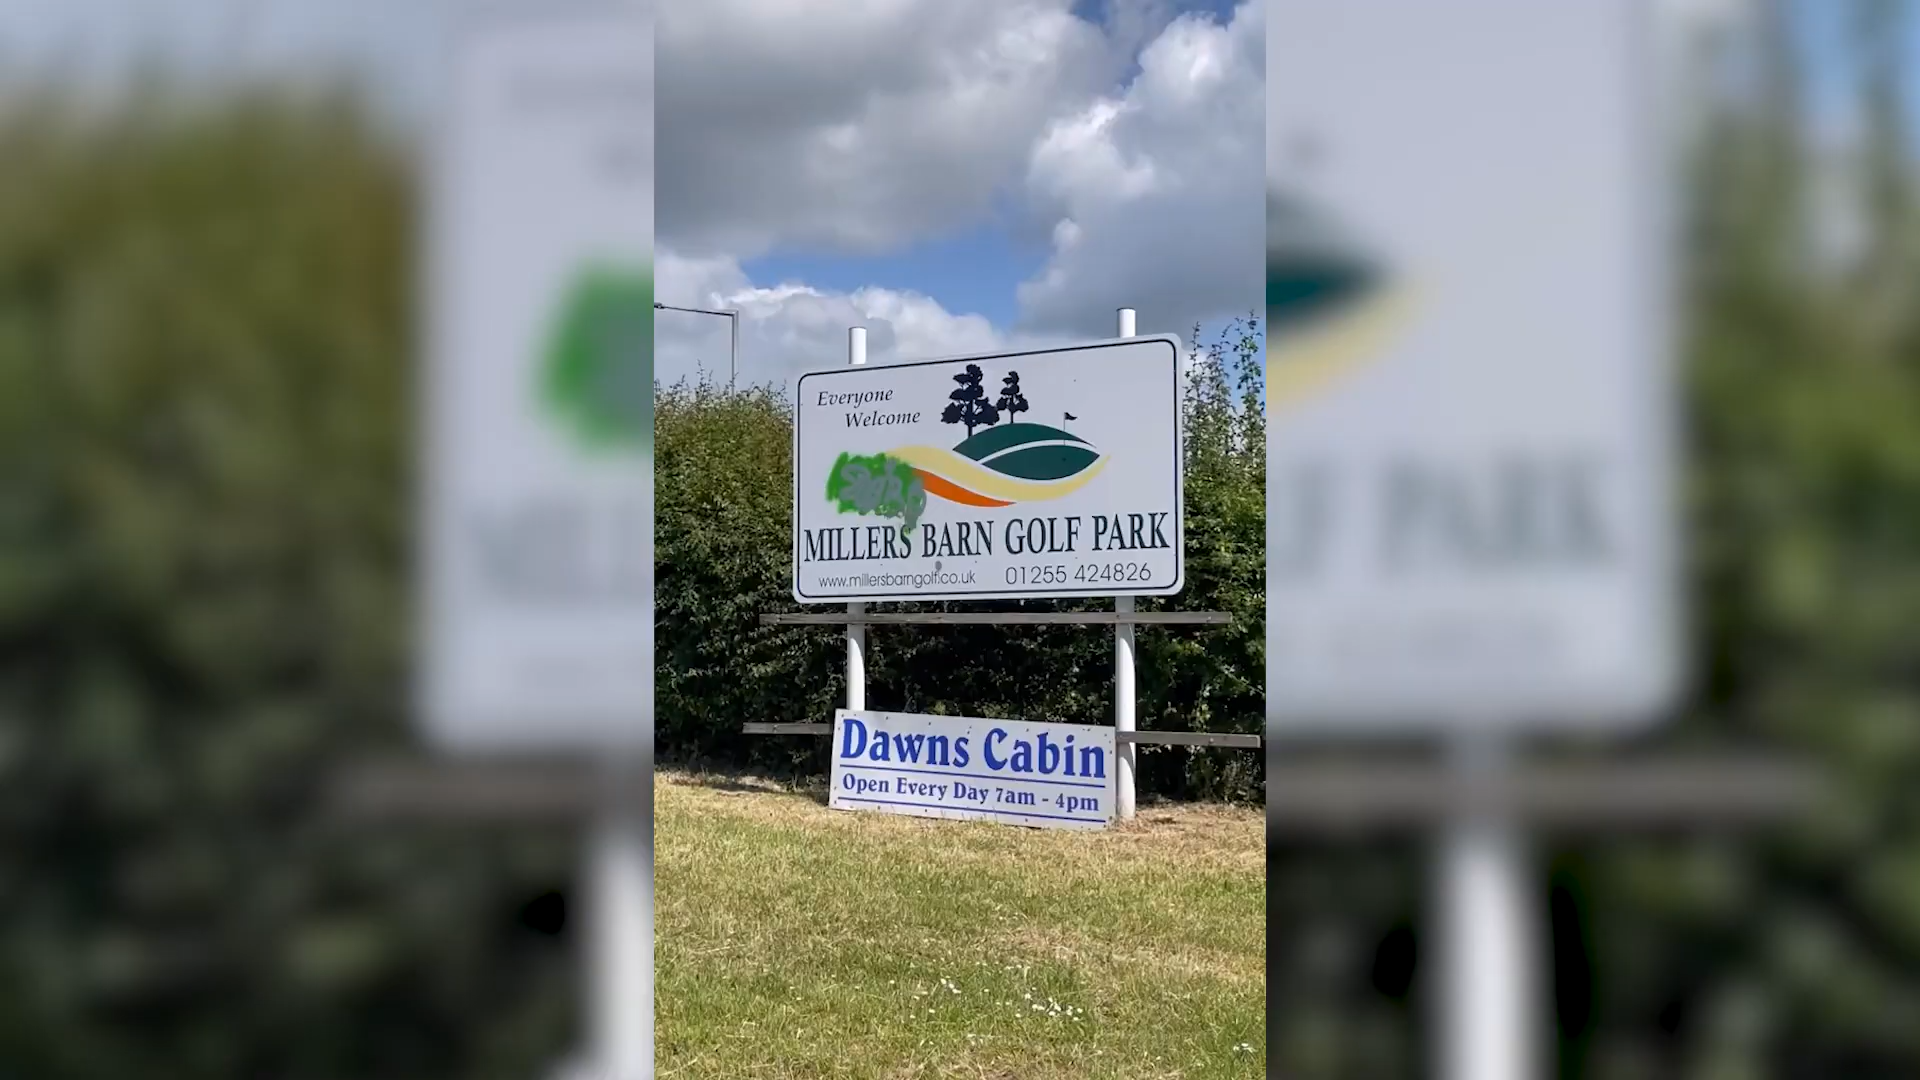 Everyone
Welcome
MILLERS BARN GOLF PARK
www.millersbarngolf.co.uk 01255 424826
Dawns Cabin
Open Every Day 7am - 4pm